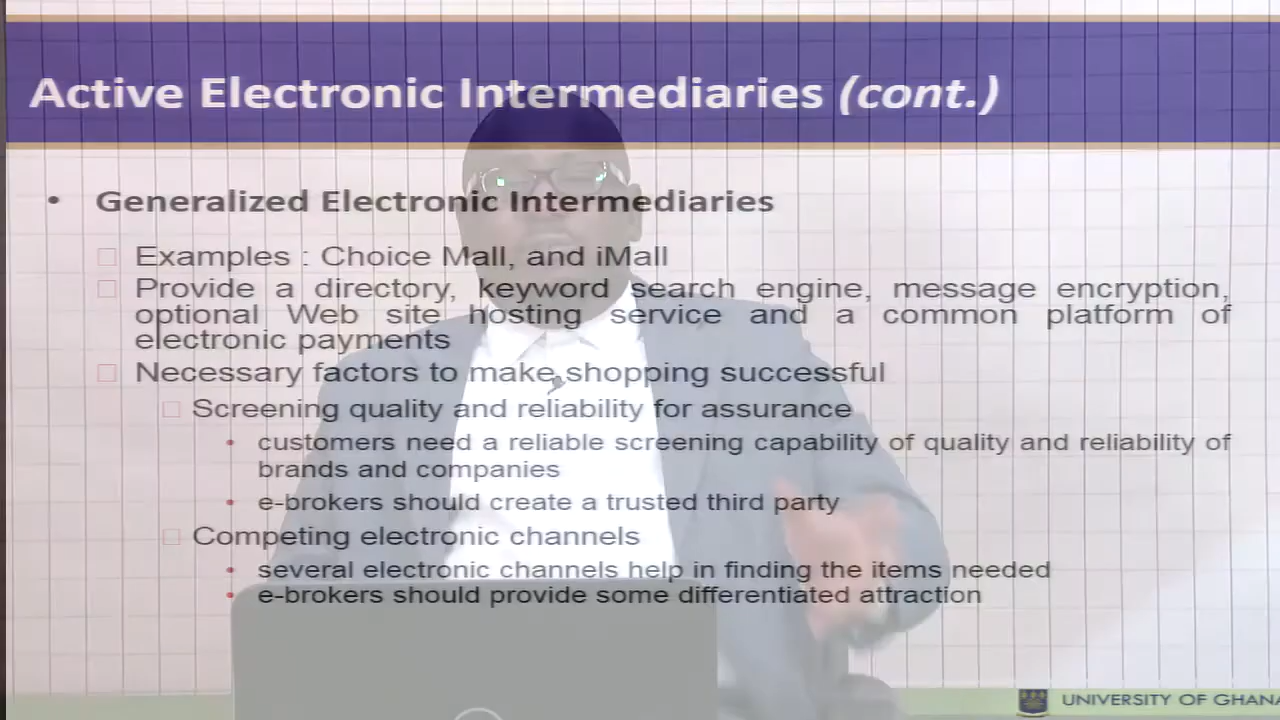 Active Electronic Intermediaries (cont.)
• Generalized Electronic Intermediaries
Examples : Choice Mall, and iMall
Provide a directory, keyword search engine, message encryption,
optional Web site hosting service and a common platform of
electronic payments
Necessary factors to make shopping successful
Screening quality and reliability for assurance
• customers need a reliable screening capability of quality and reliability of
brands and companies
• e-brokers should create a trusted third party
Competing electronic channels
• several electronic channels help in finding the items needed
• e-brokers should provide some differentiated attraction
UNIVERSITY OF GHANA